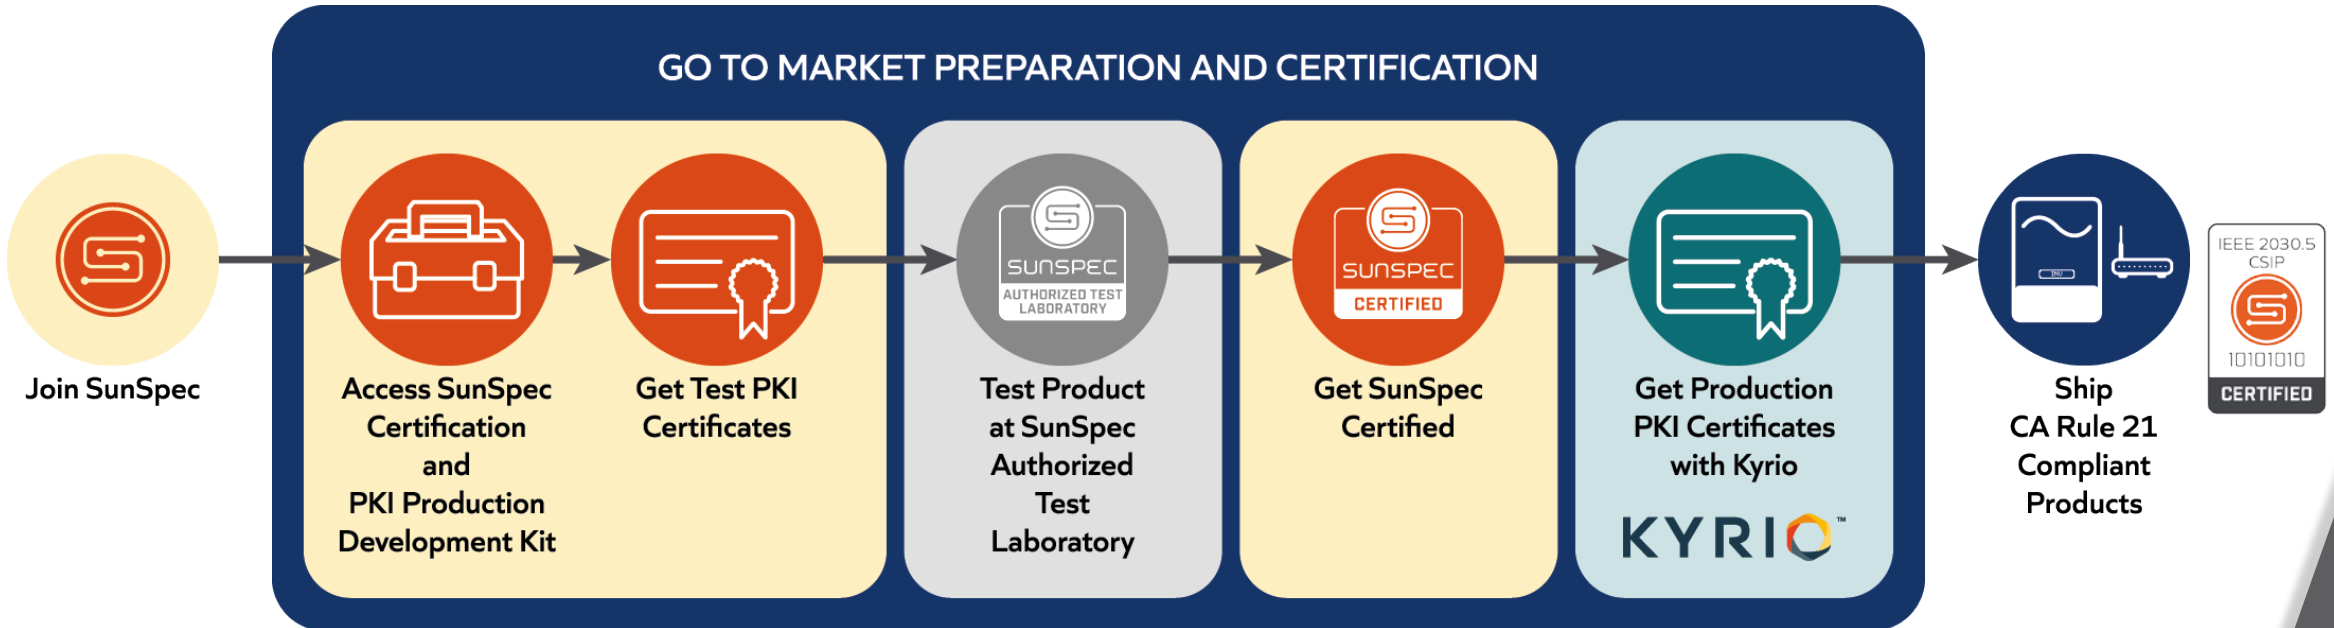 GO TO MARKET PREPARATION AND CERTIFICATION
Join SunSpec
Access SunSpec
Certification
and
PKI Production
Development Kit
Get Test PKI
Certificates
SUNSPEC
AUTHORIZED TEST
LABORATORY
Test Product
at SunSpec
Authorized
Test
Laboratory
SUNSPEC
CERTIFIED
Get SunSpec
Certified
Get Production
PKI Certificates
with Kyrio
KYRIO™
Ship
CA Rule 21
Compliant
Products
IEEE 2030.5
CSIP
10101010
CERTIFIED